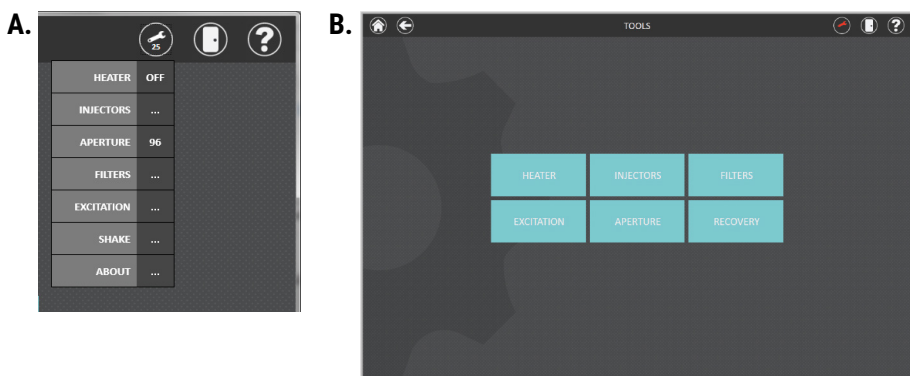 A.
25
HEATER OFF
INJECTORS ...
APERTURE 96
FILTERS ...
EXCITATION ...
SHAKE ...
ABOUT ...
B.
TOOLS
HEATER INJECTORS FILTERS
EXCITATION APERTURE RECOVERY